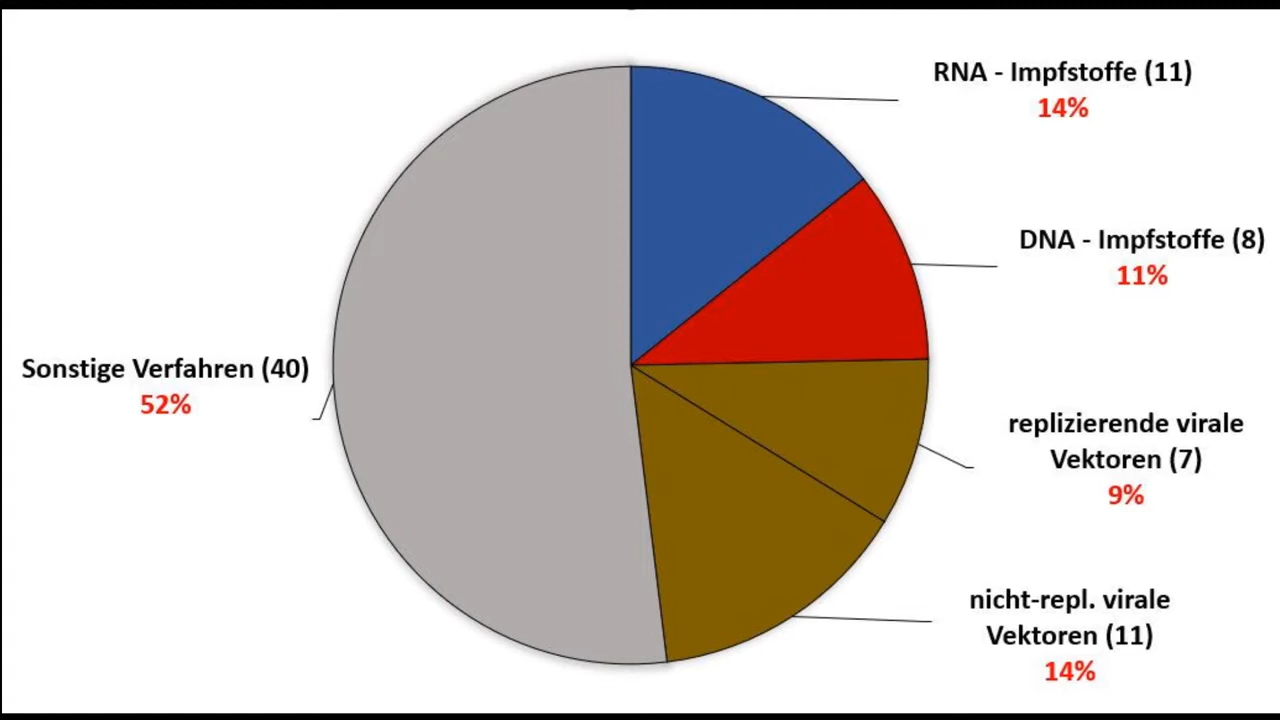 RNA - Impfstoffe (11)
14%
DNA - Impfstoffe (8)
11%
Sonstige Verfahren (40)
52%
replizierende virale
Vektoren (7)
9%
nicht-repl. virale
Vektoren (11)
14%